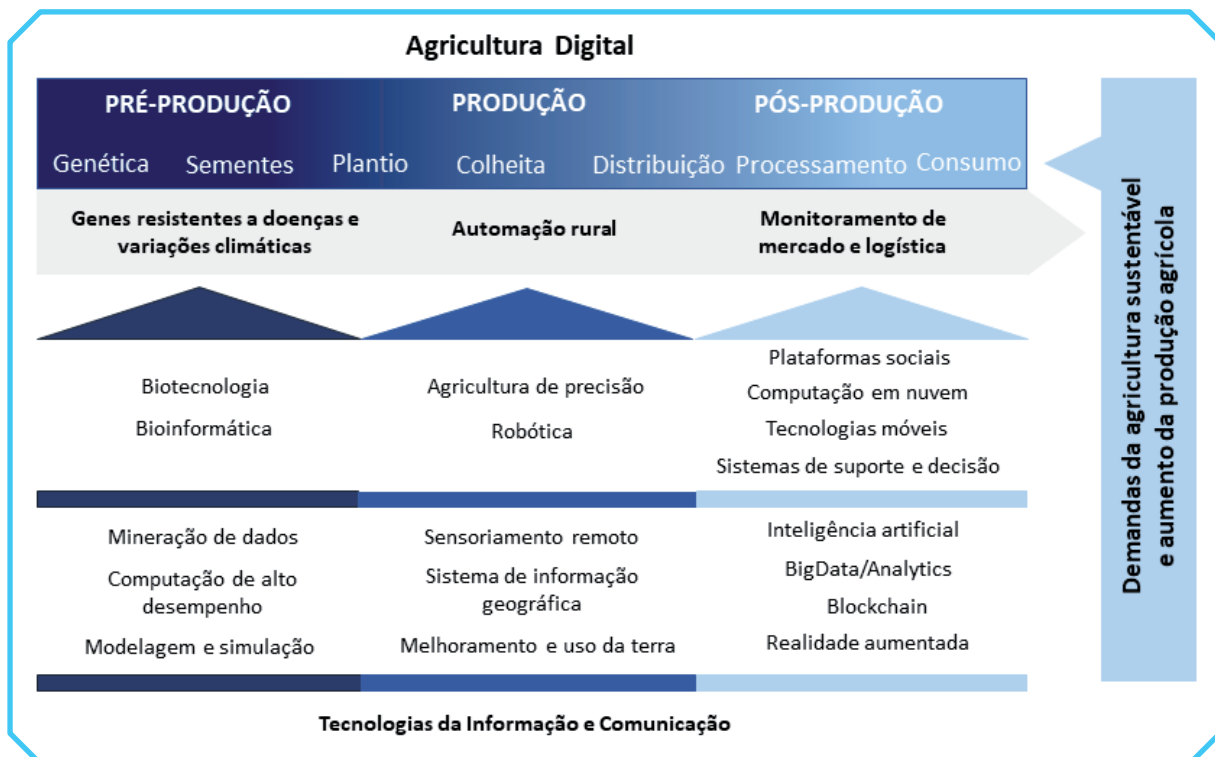 Agricultura Digital
PRÉ-PRODUÇÃO PRODUÇÃO PÓS-PRODUÇÃO
Genética Sementes Plantio Colheita Distribuição Processamento Consumo
Genes resistentes a doenças e
variações climáticas
Automação rural
Monitoramento de
mercado e logística
Biotecnologia
Bioinformática
Agricultura de precisão
Robótica
Plataformas sociais
Computação em nuvem
Tecnologias móveis
Sistemas de suporte e decisão
Mineração de dados
Computação de alto
desempenho
Modelagem e simulação
Sensoriamento remoto
Sistema de informação
geográfica
Melhoramento e uso da terra
Inteligência artificial
BigData/Analytics
Blockchain
Realidade aumentada
Tecnologias da Informação e Comunicação
Demandas da agricultura sustentável
e aumento da produção agrícola